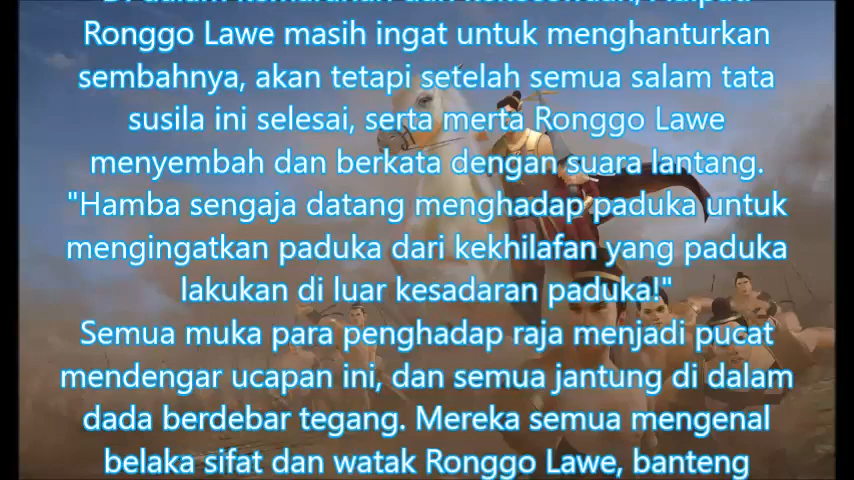 Ronggo Lawe masih ingat untuk menghanturkan
sembahnya, akan tetapi setelah semua salam tata
susila ini selesai, serta merta Ronggo Lawe
menyembah dan berkata dengan suara lantang.
"Hamba sengaja datang menghadap paduka untuk
mengingatkan paduka dari kekhilafan yang paduka
lakukan di luar kesadaran paduka!"
Semua muka para penghadap raja menjadi pucat
mendengar ucapan ini, dan semua jantung di dalam
dada berdebar tegang. Mereka semua mengenal
belaka sifat dan watak Ronggo Lawe, banteng